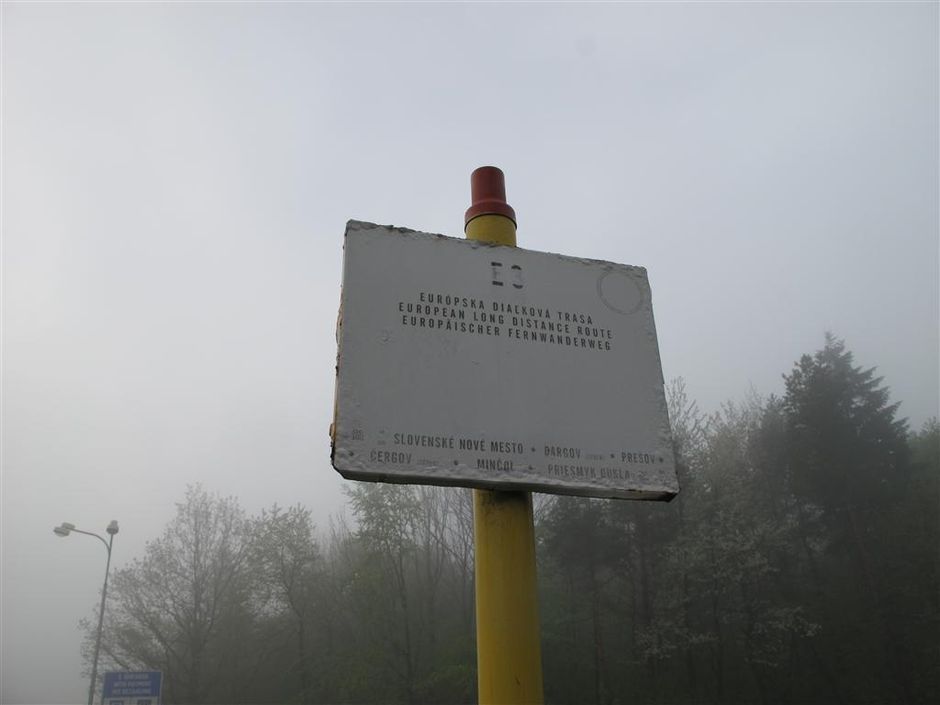 E3
EURÓPSKA DIAĽKOVÁ TRASA
EUROPEAN LONG DISTANCE ROUTE
EUROPÄISCHER FERNWANDERWEG
SLOVENSKÉ NOVÉ MESTO • DARGOV • PREŠOV •
• ČERGOV • MINČOL • PRIESMYK DUKLA •